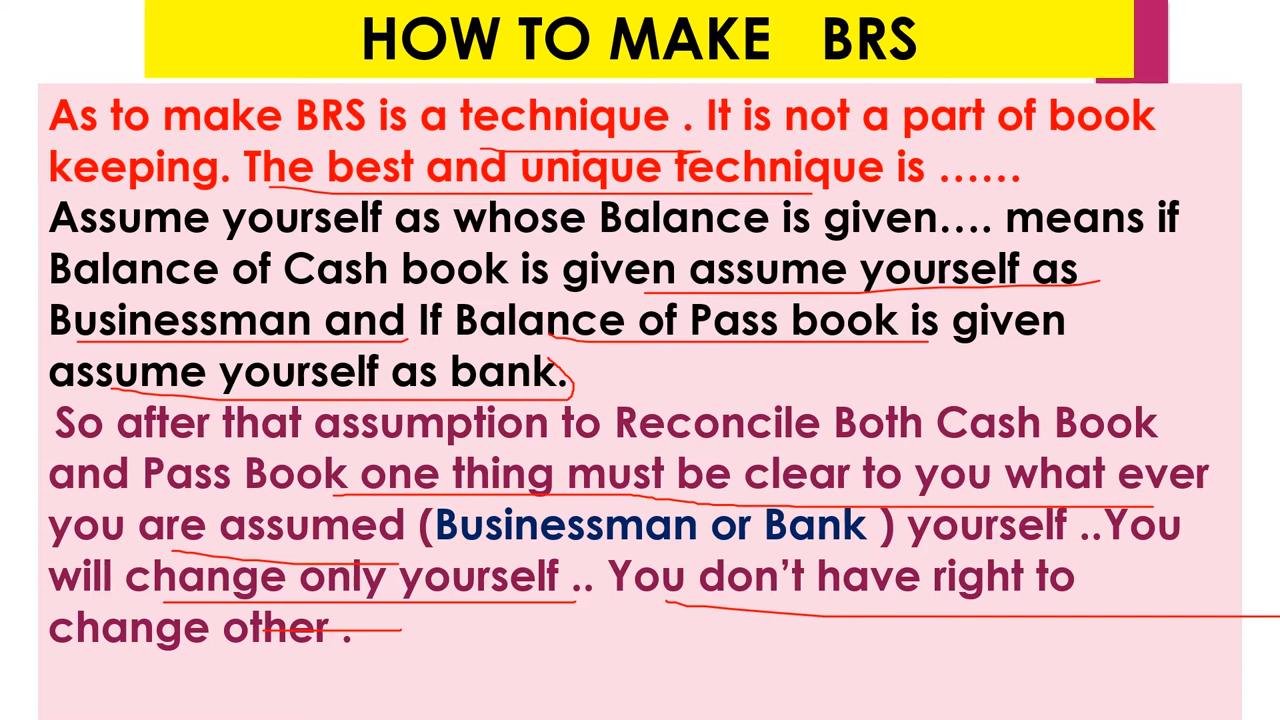 HOW TO MAKE BRS
As to make BRS is a technique . It is not a part of book
keeping. The best and unique technique is ......
Assume yourself as whose Balance is given.... means if
Balance of Cash book is given assume yourself as
Businessman and If Balance of Pass book is given
assume yourself as bank.
So after that assumption to Reconcile Both Cash Book
and Pass Book one thing must be clear to you what ever
you are assumed (Businessman or Bank ) yourself ..You
will change only yourself .. You don't have right to
change other .